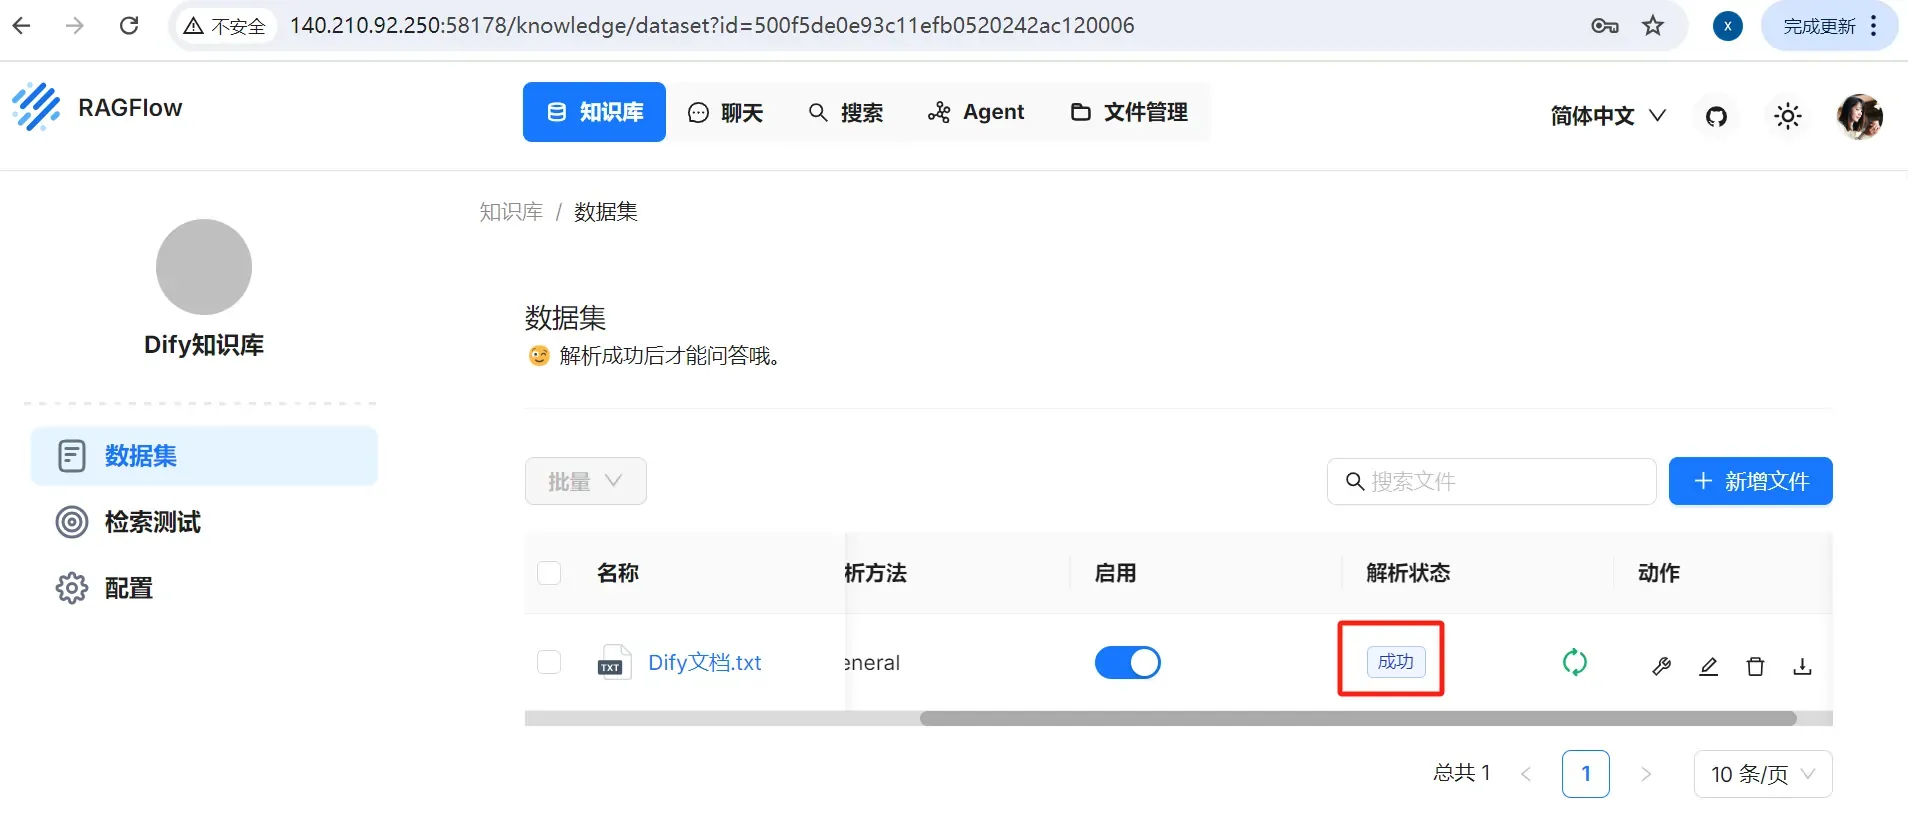 不安全 140.210.92.250:58178/knowledge/dataset?id=500f5de0e93c11efb0520242ac120006 X 完成更新
RAGFlow 知识库 聊天 搜索 Agent 文件管理 简体中文
知识库 / 数据集
Dify知识库
数据集
检索测试
配置
数据集
解析成功后才能问答哦。
批量 搜索文件 + 新增文件
名称 析方法 启用 解析状态 动作
TXT Dify文档.txt eneral 成功
总共 1 < 1 > 10 条/页